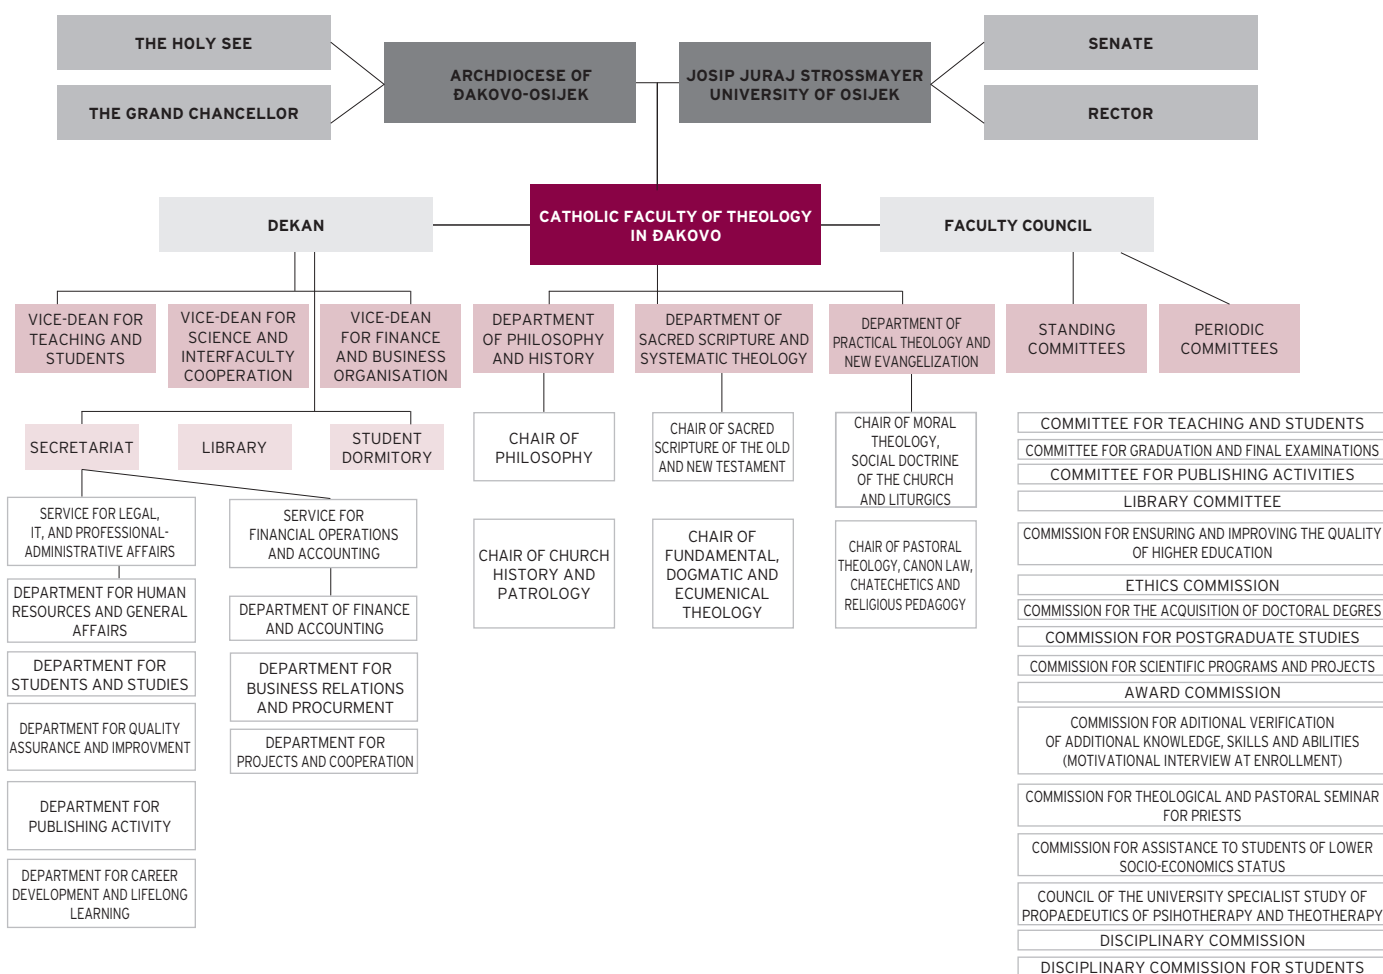 THE HOLY SEE
THE GRAND CHANCELLOR
ARCHDIOCESE OF
ĐAKOVO-OSIJEK
JOSIP JURAJ STROSSMAYER
UNIVERSITY OF OSIJEK
SENATE
RECTOR
DEKAN
CATHOLIC FACULTY OF THEOLOGY
IN ĐAKOVO
FACULTY COUNCIL
VICE-DEAN FOR
TEACHING AND
STUDENTS
VICE-DEAN FOR
SCIENCE AND
INTERFACULTY
COOPERATION
VICE-DEAN
FOR FINANCE
AND BUSINESS
ORGANISATION
DEPARTMENT
OF PHILOSOPHY
AND HISTORY
DEPARTMENT OF
SACRED SCRIPTURE AND
SYSTEMATIC THEOLOGY
DEPARTMENT OF
PRACTICAL THEOLOGY AND
NEW EVANGELIZATION
STANDING
COMMITTEES
PERIODIC
COMMITTEES
SECRETARIAT
LIBRARY
STUDENT
DORMITORY
SERVICE FOR LEGAL,
IT, AND PROFESSIONAL-
ADMINISTRATIVE AFFAIRS
DEPARTMENT FOR HUMAN
RESOURCES AND GENERAL
AFFAIRS
DEPARTMENT FOR
STUDENTS AND STUDIES
DEPARTMENT FOR QUALITY
ASSURANCE AND IMPROVMENT
DEPARTMENT FOR
PUBLISHING ACTIVITY
DEPARTMENT FOR CAREER
DEVELOPMENT AND LIFELONG
LEARNING
SERVICE FOR
FINANCIAL OPERATIONS
AND ACCOUNTING
DEPARTMENT OF FINANCE
AND ACCOUNTING
DEPARTMENT FOR
BUSINESS RELATIONS
AND PROCURMENT
DEPARTMENT FOR
PROJECTS AND COOPERATION
CHAIR OF
PHILOSOPHY
CHAIR OF CHURCH
HISTORY AND
PATROLOGY
CHAIR OF SACRED
SCRIPTURE OF THE OLD
AND NEW TESTAMENT
CHAIR OF
FUNDAMENTAL,
DOGMATIC AND
ECUMENICAL
THEOLOGY
CHAIR OF MORAL
THEOLOGY,
SOCIAL DOCTRINE
OF THE CHURCH
AND LITURGICS
CHAIR OF PASTORAL
THEOLOGY, CANON LAW,
CHATECHETICS AND
RELIGIOUS PEDAGOGY
COMMITTEE FOR TEACHING AND STUDENTS
COMMITTEE FOR GRADUATION AND FINAL EXAMINATIONS
COMMITTEE FOR PUBLISHING ACTIVITIES
LIBRARY COMMITTEE
COMMISSION FOR ENSURING AND IMPROVING THE QUALITY
OF HIGHER EDUCATION
ETHICS COMMISSION
COMMISSION FOR THE ACQUISITION OF DOCTORAL DEGRES
COMMISSION FOR POSTGRADUATE STUDIES
COMMISSION FOR SCIENTIFIC PROGRAMS AND PROJECTS
AWARD COMMISSION
COMMISSION FOR ADITIONAL VERIFICATION
OF ADDITIONAL KNOWLEDGE, SKILLS AND ABILITIES
(MOTIVATIONAL INTERVIEW AT ENROLLMENT)
COMMISSION FOR THEOLOGICAL AND PASTORAL SEMINAR
FOR PRIESTS
COMMISSION FOR ASSISTANCE TO STUDENTS OF LOWER
SOCIO-ECONOMICS STATUS
COUNCIL OF THE UNIVERSITY SPECIALIST STUDY OF
PROPAEDEUTICS OF PSIHOTHERAPY AND THEOTHERAPY
DISCIPLINARY COMMISSION
DISCIPLINARY COMMISSION FOR STUDENTS